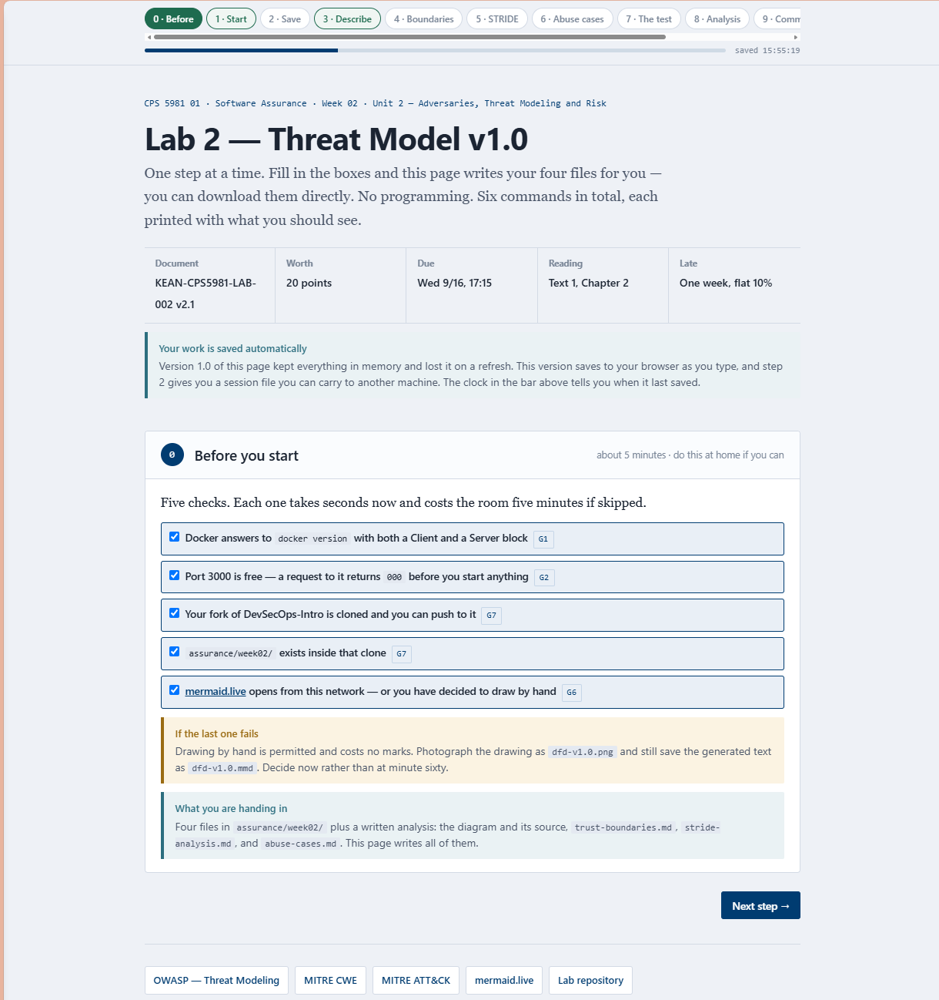 0 · Before
1 · Start
2 · Save
3 · Describe
4 · Boundaries
5 · STRIDE
6 · Abuse cases
7 · The test
8 · Analysis
9 · Comm
saved 15:55:19
CPS 5981 01 · Software Assurance · Week 02 · Unit 2 — Adversaries, Threat Modeling and Risk
Lab 2 — Threat Model v1.0
One step at a time. Fill in the boxes and this page writes your four files for you —
you can download them directly. No programming. Six commands in total, each
printed with what you should see.
Document
KEAN-CPS5981-LAB-
002 v2.1
Worth
20 points
Due
Wed 9/16, 17:15
Reading
Text 1, Chapter 2
Late
One week, flat 10%
Your work is saved automatically
Version 1.0 of this page kept everything in memory and lost it on a refresh. This version saves to your browser as you type, and step
2 gives you a session file you can carry to another machine. The clock in the bar above tells you when it last saved.
0
Before you start
about 5 minutes · do this at home if you can
Five checks. Each one takes seconds now and costs the room five minutes if skipped.
Docker answers to docker version with both a Client and a Server block G1
Port 3000 is free — a request to it returns 000 before you start anything G2
Your fork of DevSecOps-Intro is cloned and you can push to it G7
assurance/week02/ exists inside that clone G7
mermaid.live opens from this network — or you have decided to draw by hand G6
If the last one fails
Drawing by hand is permitted and costs no marks. Photograph the drawing as dfd-v1.0.png and still save the generated text
as dfd-v1.0.mmd. Decide now rather than at minute sixty.
What you are handing in
Four files in assurance/week02/ plus a written analysis: the diagram and its source, trust-boundaries.md, stride-
analysis.md, and abuse-cases.md. This page writes all of them.
Next step →
OWASP — Threat Modeling
MITRE CWE
MITRE ATT&CK
mermaid.live
Lab repository